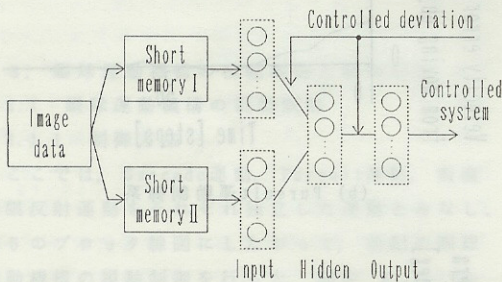 Controlled deviation
Short
memory I
Controlled
system
Image
data
Short
memory II
Input Hidden Output